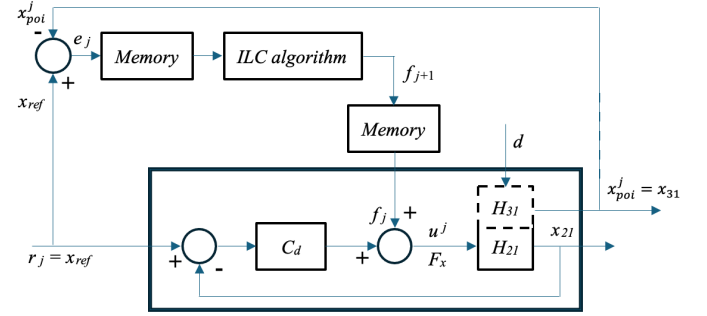 x^j_poi
-
e_j
Memory
ILC algorithm
f_{j+1}
+
x_ref
Memory
d
x^j_poi = x_31
H_31
f_j
+
u^j
x_21
C_d
H_21
r_j = x_ref
+
-
+
F_x